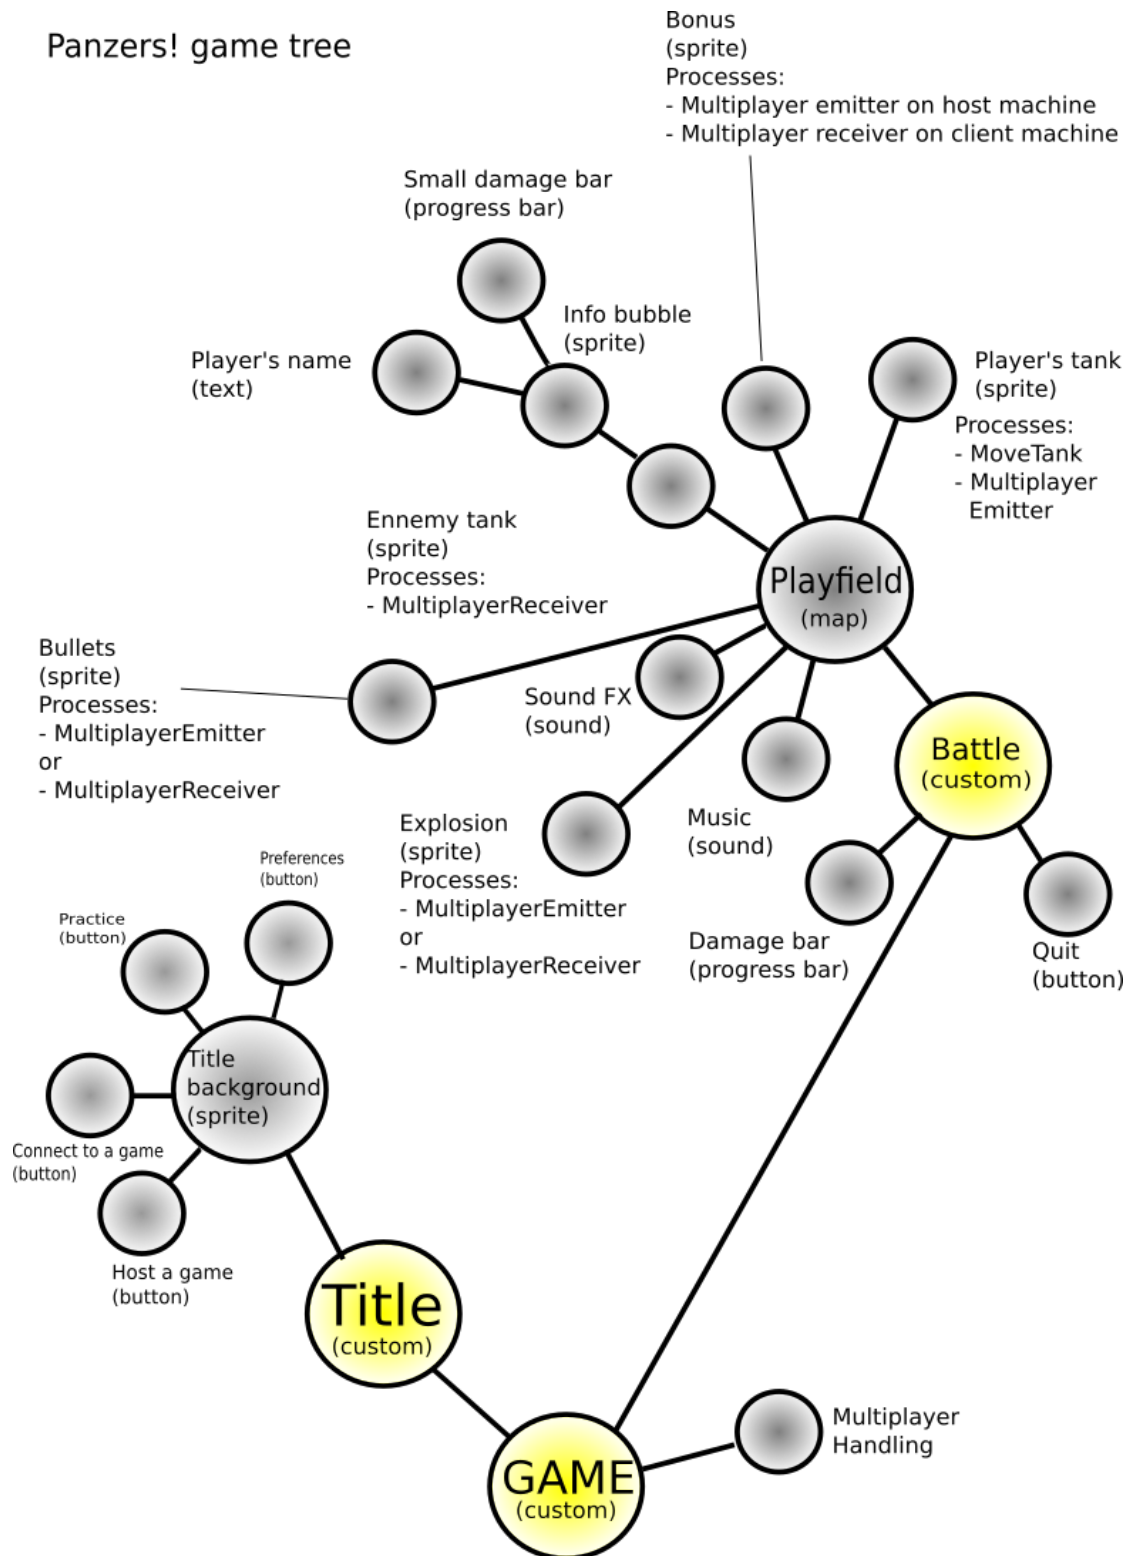 Panzers! game tree
Bonus
(sprite)
Processes:
- Multiplayer emitter on host machine
- Multiplayer receiver on client machine
Small damage bar
(progress bar)
Info bubble
(sprite)
Player's name
(text)
Player's tank
(sprite)
Processes:
- MoveTank
- Multiplayer
Emitter
Ennemy tank
(sprite)
Processes:
- MultiplayerReceiver
Playfield
(map)
Bullets
(sprite)
Processes:
- MultiplayerEmitter
or
- MultiplayerReceiver
Sound FX
(sound)
Battle
(custom)
Music
(sound)
Explosion
(sprite)
Processes:
- MultiplayerEmitter
or
- MultiplayerReceiver
Damage bar
(progress bar)
Quit
(button)
Preferences
(button)
Practice
(button)
Title
background
(sprite)
Connect to a game
(button)
Host a game
(button)
Title
(custom)
Multiplayer
Handling
GAME
(custom)